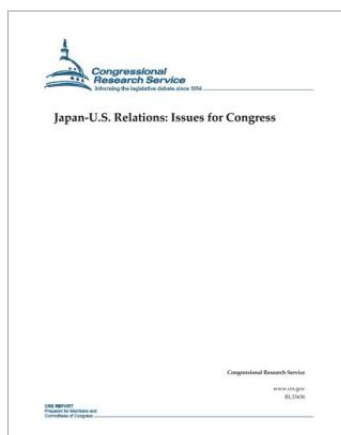 Congressional
Research Service
Informing the legislative debate since 1914
Japan-U.S. Relations: Issues for Congress
Congressional Research Service
www.crs.gov
RL33436
CRS REPORT
Prepared for Members and
Committees of Congress